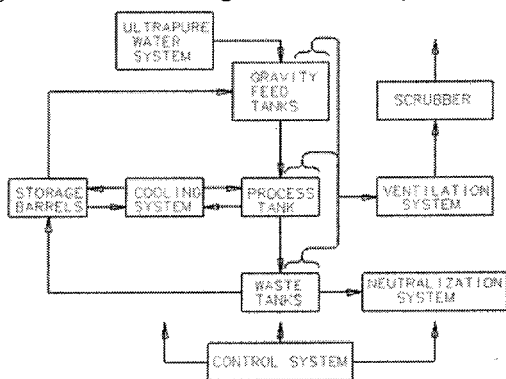 ULTRAPURE
WATER
SYSTEM
GRAVITY
FEED
TANKS
SCRUBBER
STORAGE
BARRELS
COOLING
SYSTEM
PROCESS
TANK
VENTILATION
SYSTEM
WASTE
TANKS
NEUTRALIZATION
SYSTEM
CONTROL SYSTEM